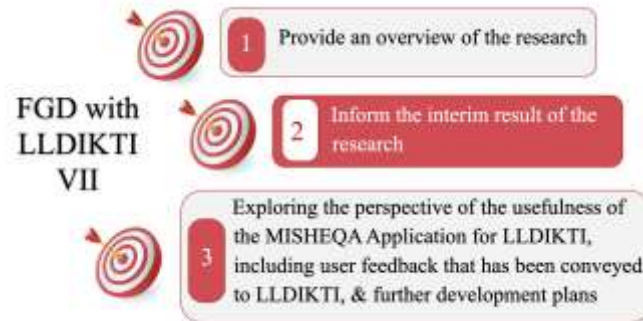 FGD with
LLDIKTI
VII
1
Provide an overview of the research
2
Inform the interim result of the
research
3
Exploring the perspective of the usefulness of
the MISHEQA Application for LLDIKTI,
including user feedback that has been conveyed
to LLDIKTI, & further development plans